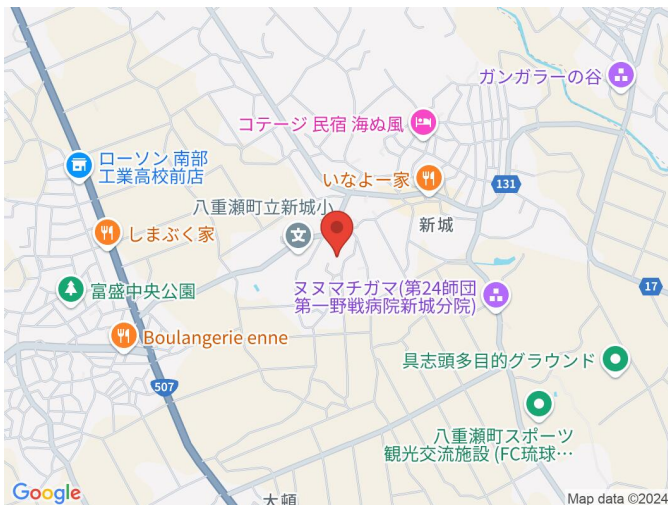 ガンガラーの谷
コテージ 民宿 海ぬ風
ローソン 南部
工業高校前店
いなよー家
131
八重瀬町立新城小
文
新城
しまぶく家
富盛中央公園
ヌヌマチガマ(第24師団
第一野戦病院新城分院)
17
Boulangerie enne
具志頭多目的グラウンド
507
八重瀬町スポーツ
観光交流施設 (FC琉球…
大頓
Google
Map data ©2024